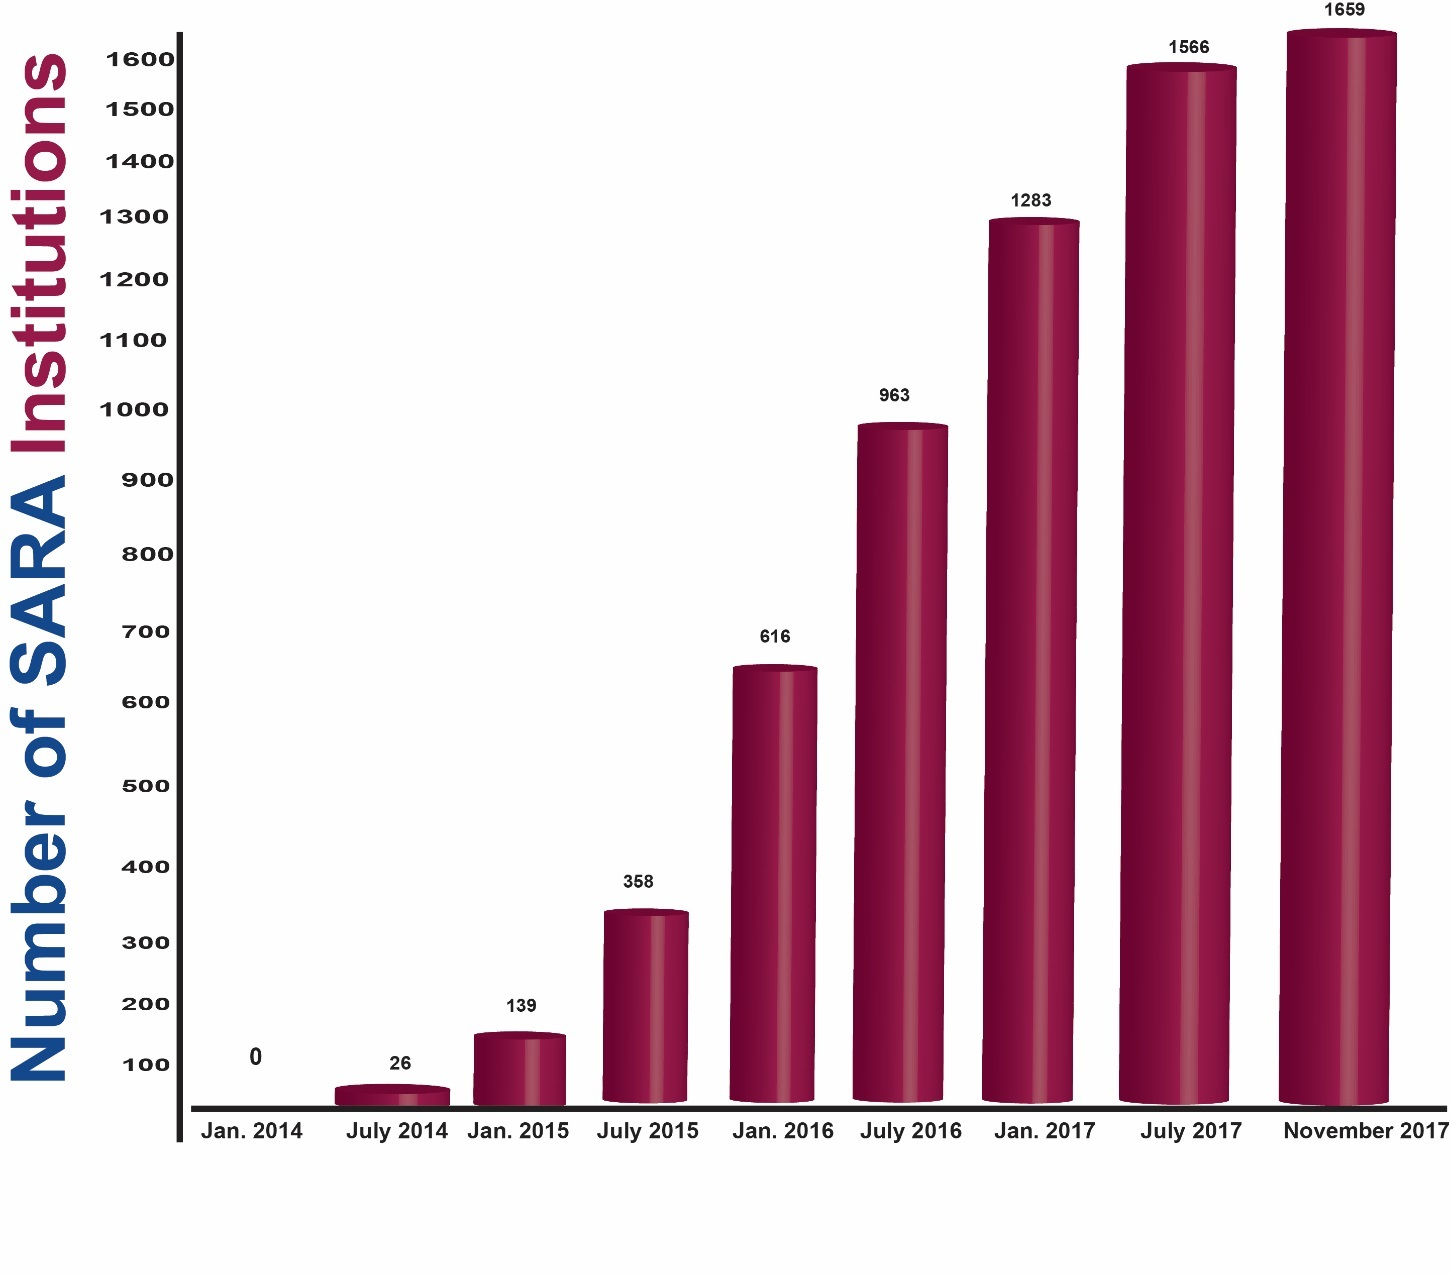 Number of SARA Institutions
1600
1500
1400
1300
1200
1100
1000
900
800
700
600
500
400
300
200
100
0
26
139
358
616
963
1283
1566
1659
Jan. 2014
July 2014
Jan. 2015
July 2015
Jan. 2016
July 2016
Jan. 2017
July 2017
November 2017